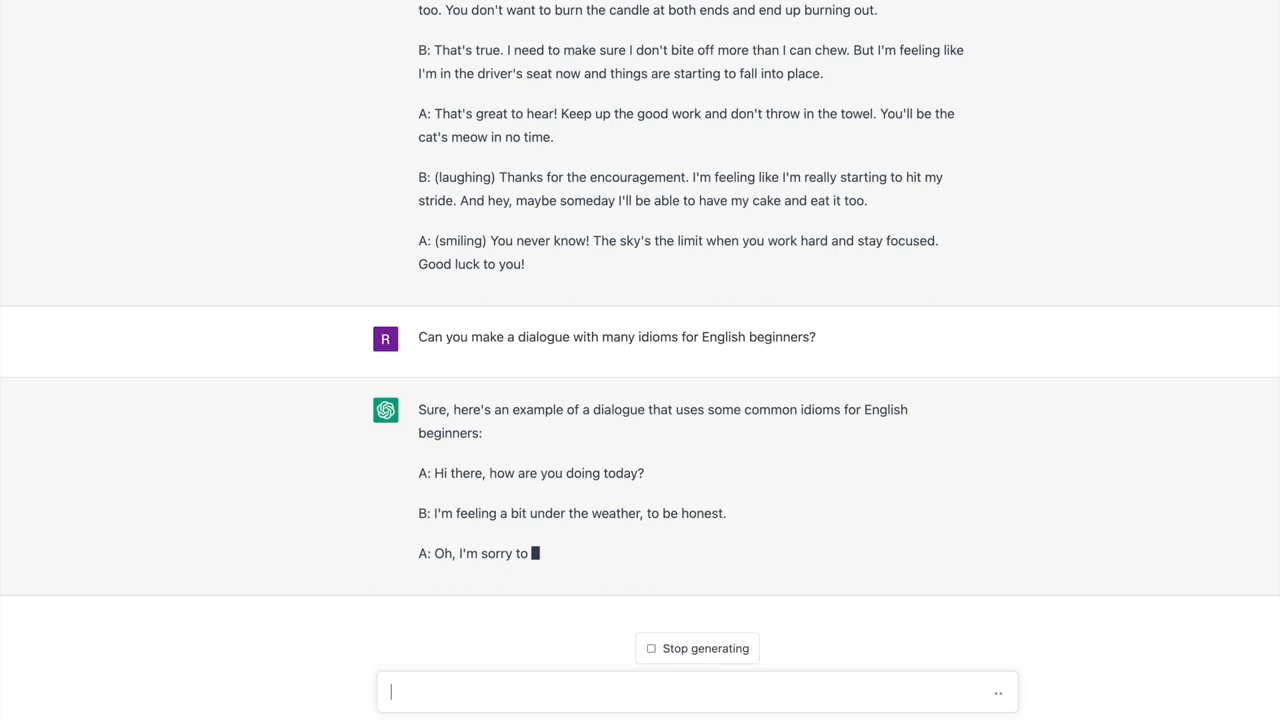 too. You don't want to burn the candle at both ends and end up burning out.
B: That's true. I need to make sure I don't bite off more than I can chew. But I'm feeling like
I'm in the driver's seat now and things are starting to fall into place.
A: That's great to hear! Keep up the good work and don't throw in the towel. You'll be the
cat's meow in no time.
B: (laughing) Thanks for the encouragement. I'm feeling like I'm really starting to hit my
stride. And hey, maybe someday I'll be able to have my cake and eat it too.
A: (smiling) You never know! The sky's the limit when you work hard and stay focused.
Good luck to you!
R
Can you make a dialogue with many idioms for English beginners?
Sure, here's an example of a dialogue that uses some common idioms for English
beginners:
A: Hi there, how are you doing today?
B: I'm feeling a bit under the weather, to be honest.
A: Oh, I'm sorry to
Stop generating